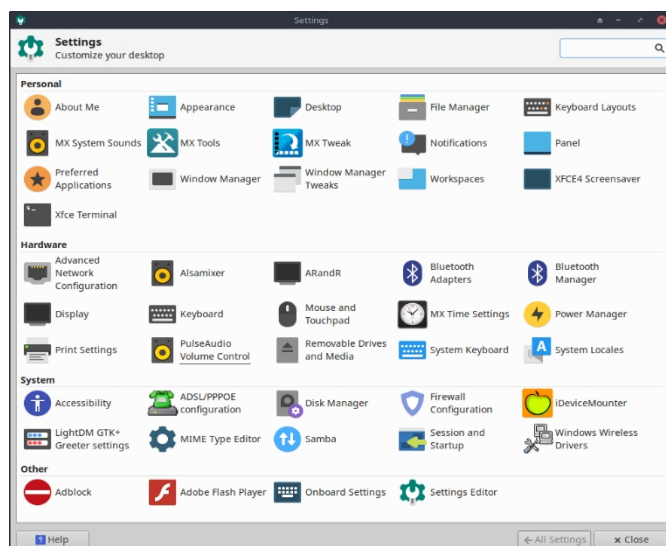 Settings
Settings
Customize your desktop
Personal
About Me
Appearance
Desktop
File Manager
Keyboard Layouts
MX System Sounds
MX Tools
MX Tweak
Notifications
Panel
Preferred
Applications
Window Manager
Window Manager
Tweaks
Workspaces
XFCE4 Screensaver
Xfce Terminal
Hardware
Advanced
Network
Configuration
Alsamixer
ARandR
Bluetooth
Adapters
Bluetooth
Manager
Display
Keyboard
Mouse and
Touchpad
MX Time Settings
Power Manager
Print Settings
PulseAudio
Volume Control
Removable Drives
and Media
System Keyboard
System Locales
System
Accessibility
ADSL/PPPOE
configuration
Disk Manager
Firewall
Configuration
iDeviceMounter
LightDM GTK+
Greeter settings
MIME Type Editor
Samba
Session and
Startup
Windows Wireless
Drivers
Other
Adblock
Adobe Flash Player
Onboard Settings
Settings Editor
Help
All Settings
Close